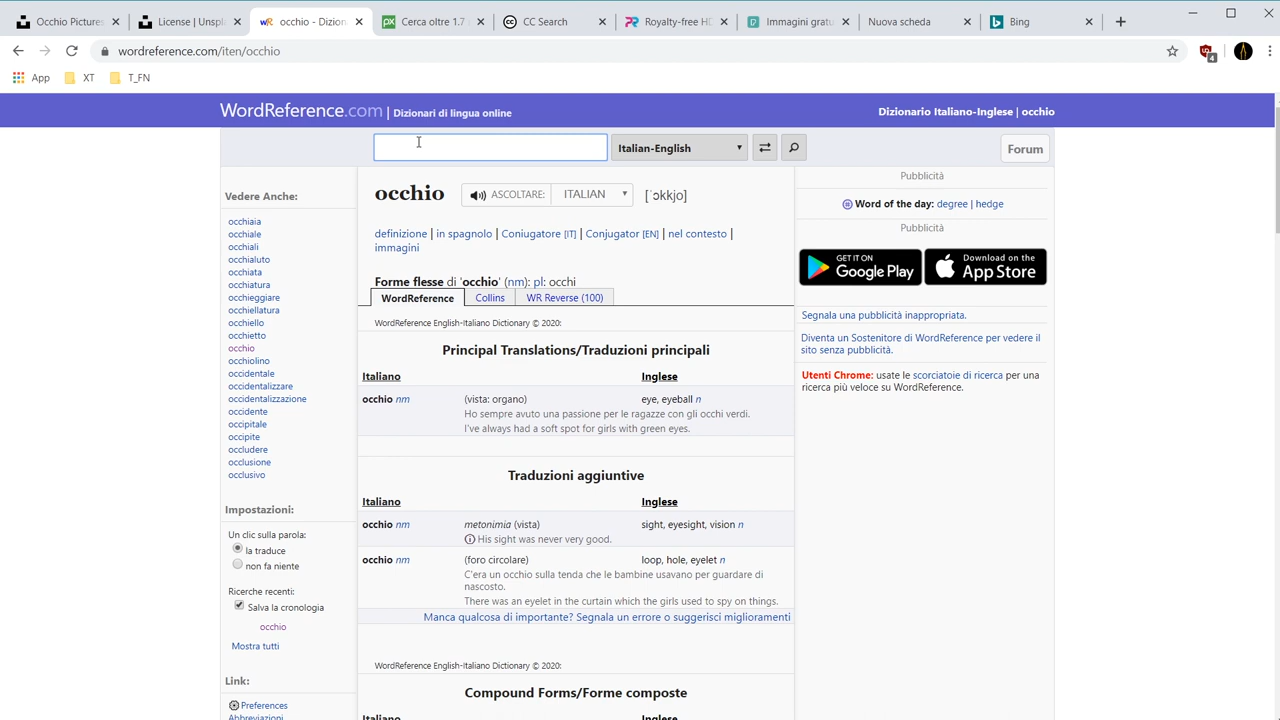 Occhio Pictures
License | Unspl
occhio - Dizion
Cerca oltre 1.7
CC Search
Royalty-free HD
Immagini gratu
Nuova scheda
Bing
wordreference.com/iten/occhio
4
App
XT
T_FN
WordReference.com | Dizionari di lingua online
Dizionario Italiano-Inglese | occhio
Italian-English
Forum
Vedere Anche:
occhiaia
occhiale
occhiali
occhialuto
occhiata
occhiatura
occhieggiare
occhiellatura
occhiello
occhietto
occhio
occhiolino
occidentale
occidentalizzare
occidentalizzazione
occidente
occipitale
occipite
occludere
occlusione
occlusivo
Impostazioni:
Un clic sulla parola:
la traduce
non fa niente
Ricerche recenti:
Salva la cronologia
occhio
Mostra tutti
Link:
Preferences
Abbreviazioni
occhio
ASCOLTARE:
ITALIAN
[ˈɔkkjo]
definizione | in spagnolo | Coniugatore [IT] | Conjugator [EN] | nel contesto |
immagini
Forme flesse di 'occhio' (nm): pl: occhi
WordReference
Collins
WR Reverse (100)
WordReference English-Italiano Dictionary © 2020:
Principal Translations/Traduzioni principali
Italiano Inglese
occhio nm (vista: organo) eye, eyeball n
Ho sempre avuto una passione per le ragazze con gli occhi verdi.
I've always had a soft spot for girls with green eyes.
Traduzioni aggiuntive
Italiano Inglese
occhio nm metonimia (vista) sight, eyesight, vision n
His sight was never very good.
occhio nm (foro circolare) loop, hole, eyelet n
C'era un occhio sulla tenda che le bambine usavano per guardare di
nascosto.
There was an eyelet in the curtain which the girls used to spy on things.
Manca qualcosa di importante? Segnala un errore o suggerisci miglioramenti
WordReference English-Italiano Dictionary © 2020:
Compound Forms/Forme composte
Italiano Inglese
Pubblicità
Word of the day: degree | hedge
Pubblicità
GET IT ON
Google Play
Download on the
App Store
Segnala una pubblicità inappropriata.
Diventa un Sostenitore di WordReference per vedere il
sito senza pubblicità.
Utenti Chrome: usate le scorciatoie di ricerca per una
ricerca più veloce su WordReference.